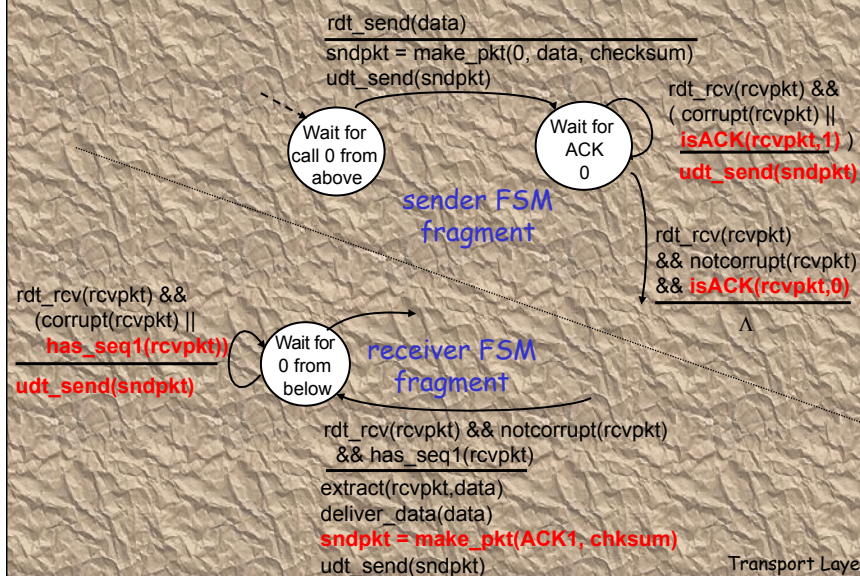 rdt_send(data)
sndpkt = make_pkt(0, data, checksum)
udt_send(sndpkt)
Wait for
call 0 from
above
Wait for
ACK
0
rdt_rcv(rcvpkt) &&
( corrupt(rcvpkt) ||
isACK(rcvpkt,1) )
udt_send(sndpkt)
sender FSM
fragment
rdt_rcv(rcvpkt)
&& notcorrupt(rcvpkt)
&& isACK(rcvpkt,0)
Λ
rdt_rcv(rcvpkt) &&
(corrupt(rcvpkt) ||
has_seq1(rcvpkt))
udt_send(sndpkt)
Wait for
0 from
below
receiver FSM
fragment
rdt_rcv(rcvpkt) && notcorrupt(rcvpkt)
&& has_seq1(rcvpkt)
extract(rcvpkt,data)
deliver_data(data)
sndpkt = make_pkt(ACK1, chksum)
udt_send(sndpkt)
Transport Laye